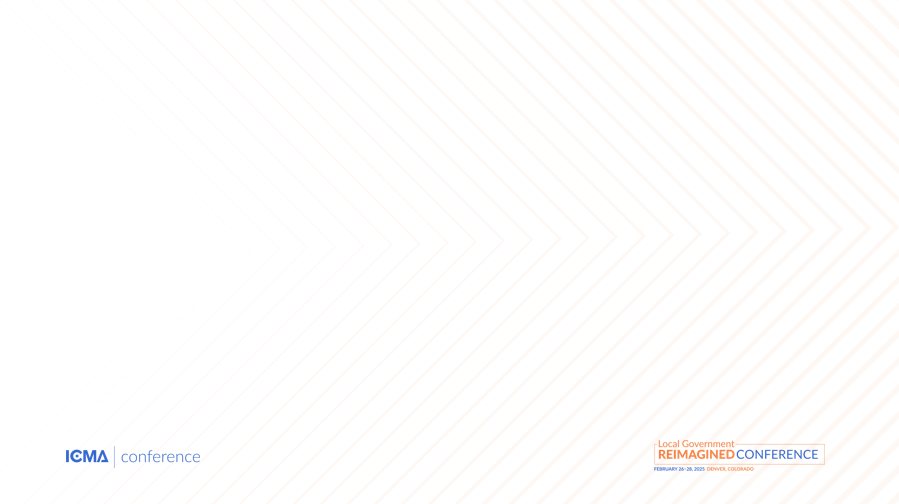 ICMA | conference
Local Government
REIMAGINED CONFERENCE
FEBRUARY 26-28, 2025 DENVER, COLORADO